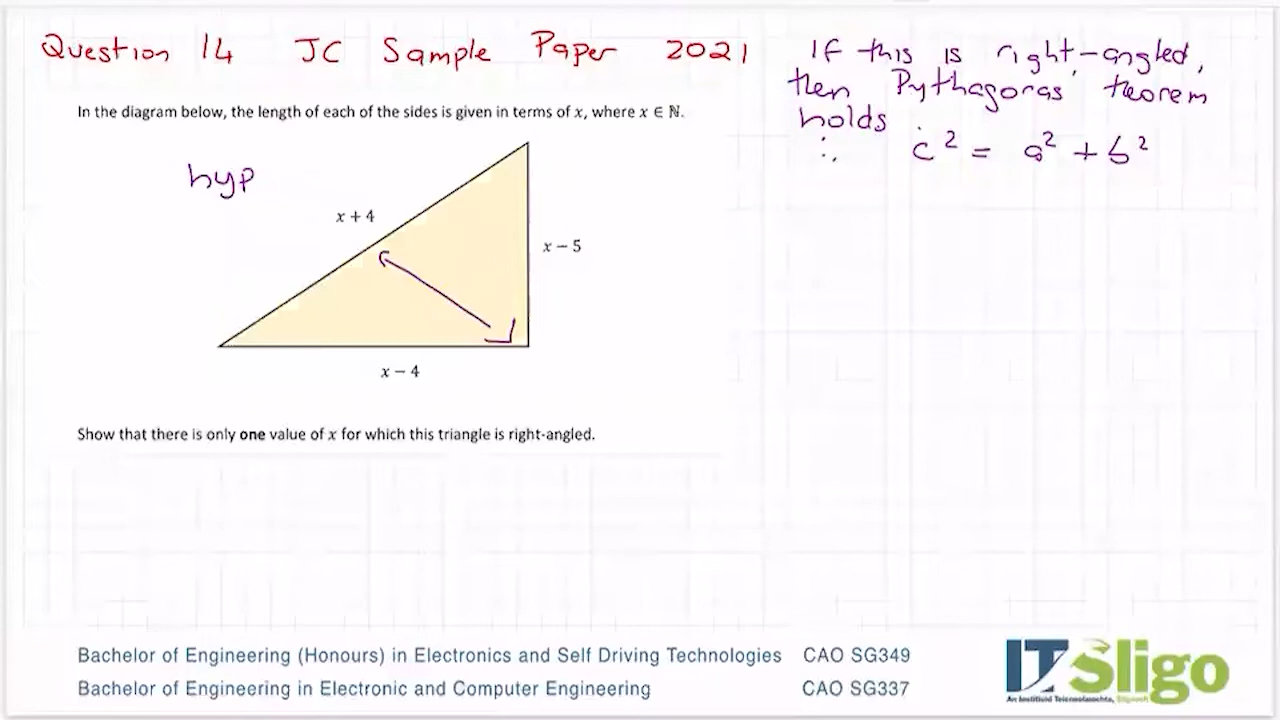 Question 14 JC Sample Paper 2021
If this is right-angled,
then Pythagoras' theorem
holds
∴ c² = a² + b²
In the diagram below, the length of each of the sides is given in terms of x, where x ∈ ℕ.
hyp
x + 4
x − 5
x − 4
Show that there is only one value of x for which this triangle is right-angled.
Bachelor of Engineering (Honours) in Electronics and Self Driving Technologies CAO SG349
Bachelor of Engineering in Electronic and Computer Engineering CAO SG337
IT Sligo
An Institiúid Teicneolaíochta, Sligeach